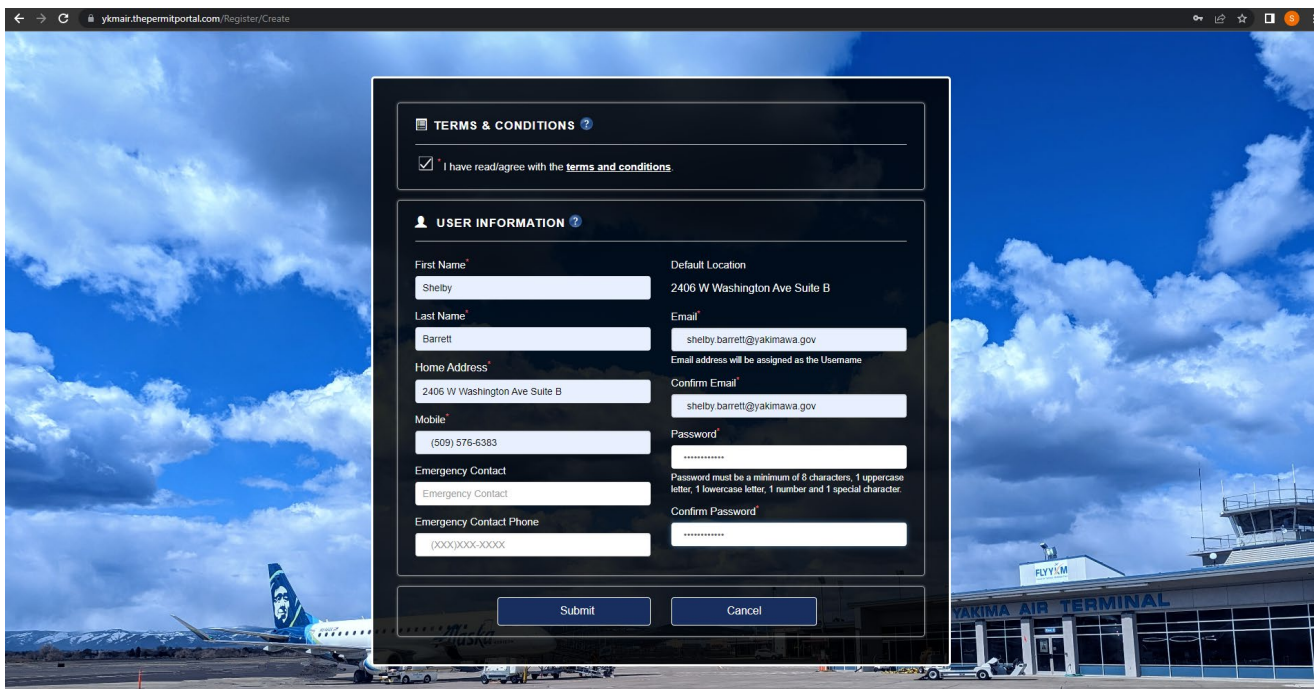 ykmair.thepermitportal.com/Register/Create
S
TERMS & CONDITIONS ?
* I have read/agree with the terms and conditions.
USER INFORMATION ?
First Name*
Shelby
Last Name*
Barrett
Home Address*
2406 W Washington Ave Suite B
Mobile*
(509) 576-6383
Emergency Contact
Emergency Contact
Emergency Contact Phone
(XXX)XXX-XXXX
Default Location
2406 W Washington Ave Suite B
Email*
shelby.barrett@yakimawa.gov
Email address will be assigned as the Username
Confirm Email*
shelby.barrett@yakimawa.gov
Password*
••••••••••••
Password must be a minimum of 8 characters, 1 uppercase
letter, 1 lowercase letter, 1 number and 1 special character.
Confirm Password*
••••••••••••
Submit
Cancel
Alaska
FLYYKM
YAKIMA AIR TERMINAL